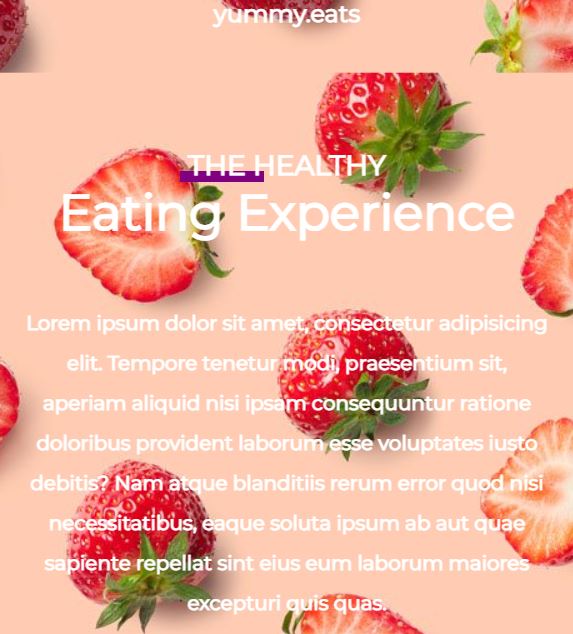 yummy.eats
THE HEALTHY
Eating Experience
Lorem ipsum dolor sit amet, consectetur adipisicing
elit. Tempore tenetur modi, praesentium sit,
aperiam aliquid nisi ipsam consequuntur ratione
doloribus provident laborum esse voluptates iusto
debitis? Nam atque blanditiis rerum error quod nisi
necessitatibus, eaque soluta ipsum ab aut quae
sapiente repellat sint eius eum laborum maiores
excepturi quis quas.